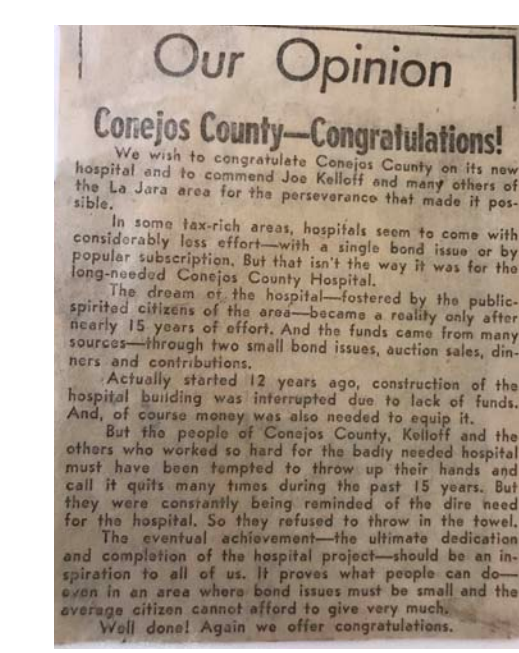 Our Opinion
Conejos County—Congratulations!
We wish to congratulate Conejos County on its new
hospital and to commend Joe Kelloff and many others of
the La Jara area for the perseverance that made it pos-
sible.
In some tax-rich areas, hospitals seem to come with
considerably less effort—with a single bond issue or by
popular subscription. But that isn't the way it was for the
long-needed Conejos County Hospital.
The dream of the hospital—fostered by the public-
spirited citizens of the area—became a reality only after
nearly 15 years of effort. And the funds came from many
sources—through two small bond issues, auction sales, din-
ners and contributions.
Actually started 12 years ago, construction of the
hospital building was interrupted due to lack of funds.
And, of course money was also needed to equip it.
But the people of Conejos County, Kelloff and the
others who worked so hard for the badly needed hospital
must have been tempted to throw up their hands and
call it quits many times during the past 15 years. But
they were constantly being reminded of the dire need
for the hospital. So they refused to throw in the towel.
The eventual achievement—the ultimate dedication
and completion of the hospital project—should be an in-
spiration to all of us. It proves what people can do—
even in an area where bond issues must be small and the
average citizen cannot afford to give very much.
Well done! Again we offer congratulations.